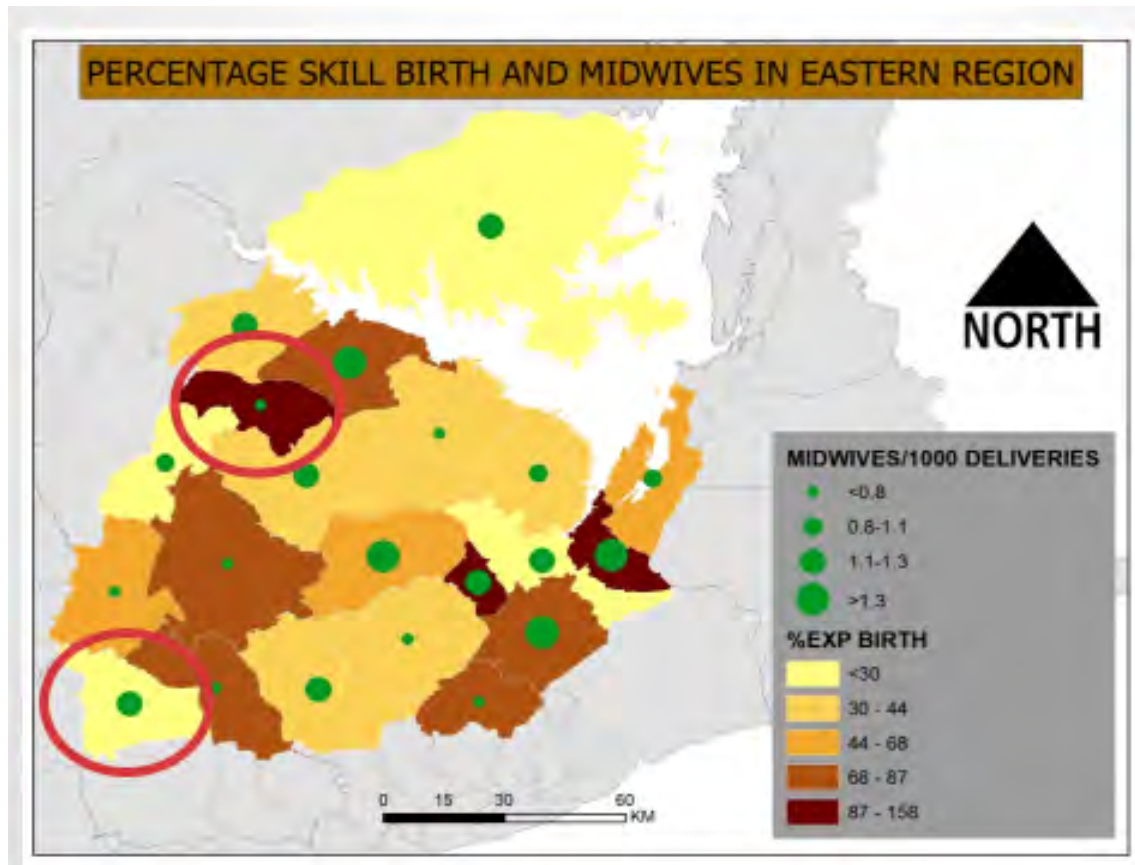 PERCENTAGE SKILL BIRTH AND MIDWIVES IN EASTERN REGION
NORTH
MIDWIVES/1000 DELIVERIES
<0.8
0.8-1.1
1.1-1.3
>1.3
%EXP BIRTH
<30
30 - 44
44 - 68
68 - 87
87 - 158
0 15 30 60
KM